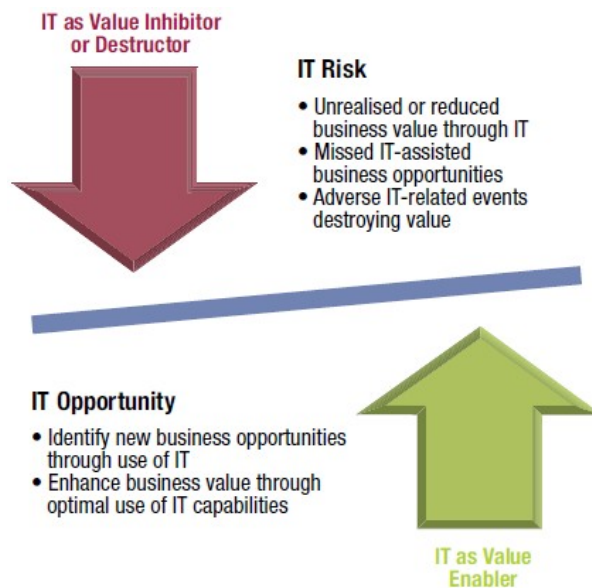 IT as Value Inhibitor
or Destructor
IT Risk
• Unrealised or reduced
business value through IT
• Missed IT-assisted
business opportunities
• Adverse IT-related events
destroying value
IT Opportunity
• Identify new business opportunities
through use of IT
• Enhance business value through
optimal use of IT capabilities
IT as Value
Enabler